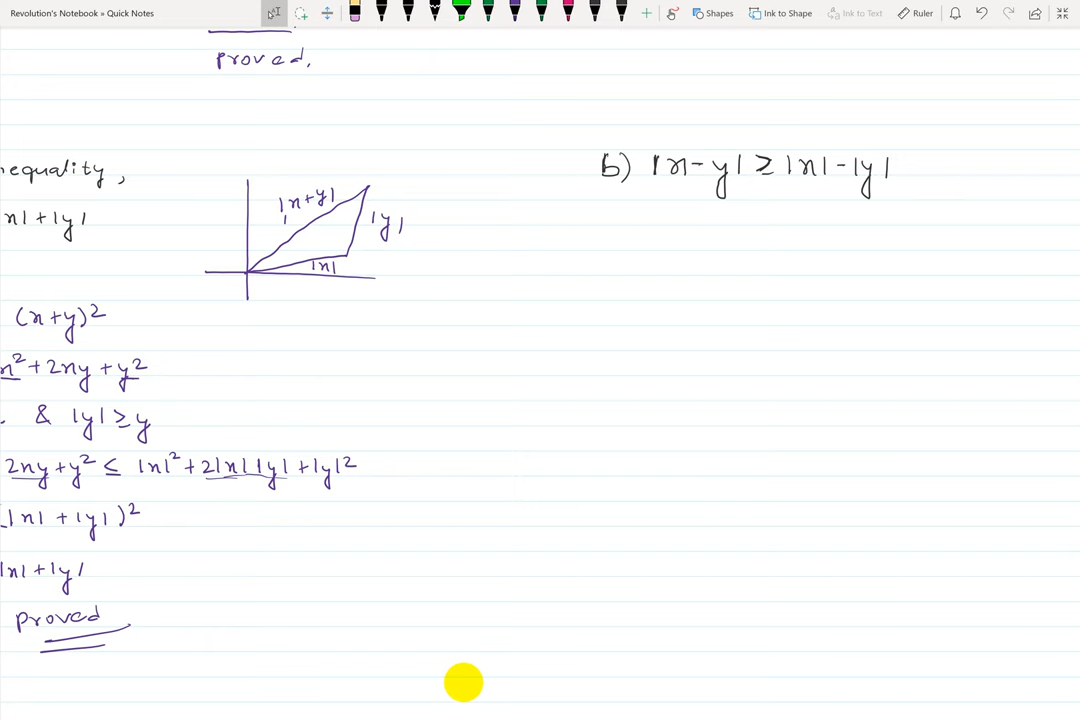 Revolution's Notebook » Quick Notes
Shapes
Ink to Shape
Ink to Text
Ruler
proved.
nequality,
|x|+|y|
|x+y|
|y|
|x|
(x+y)²
x²+2xy+y²
. & |y|≥y
2xy+y² ≤ |x|²+2|x||y|+|y|²
(|x|+|y|)²
|x|+|y|
proved
b) |x-y|≥|x|-|y|